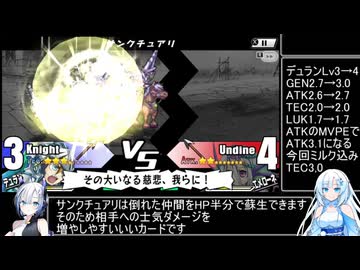 サンクチュアリ
デュランLv3→4
GEN2.7→3.0
ATK2.6→2.7
TEC2.0→2.0
LUK1.7→1.7
ATKのMVPEで
ATK3.1になる
今回ミルク込み
TEC3.0
3 Knight
VS
Undine 4
その大いなる慈悲、我らに！
サンクチュアリは倒れた仲間をHP半分で蘇生できます
そのため相手への士気ダメージを
増やしやすいいいカードです